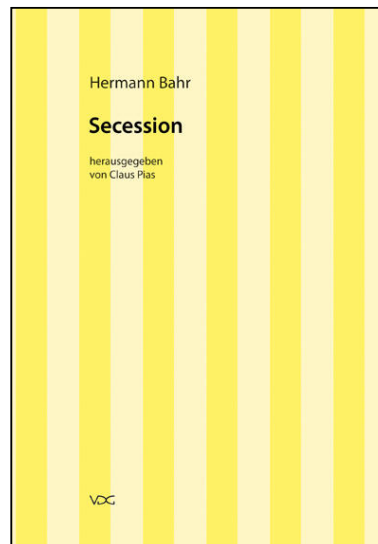 Hermann Bahr
Secession
herausgegeben
von Claus Pias
VDG